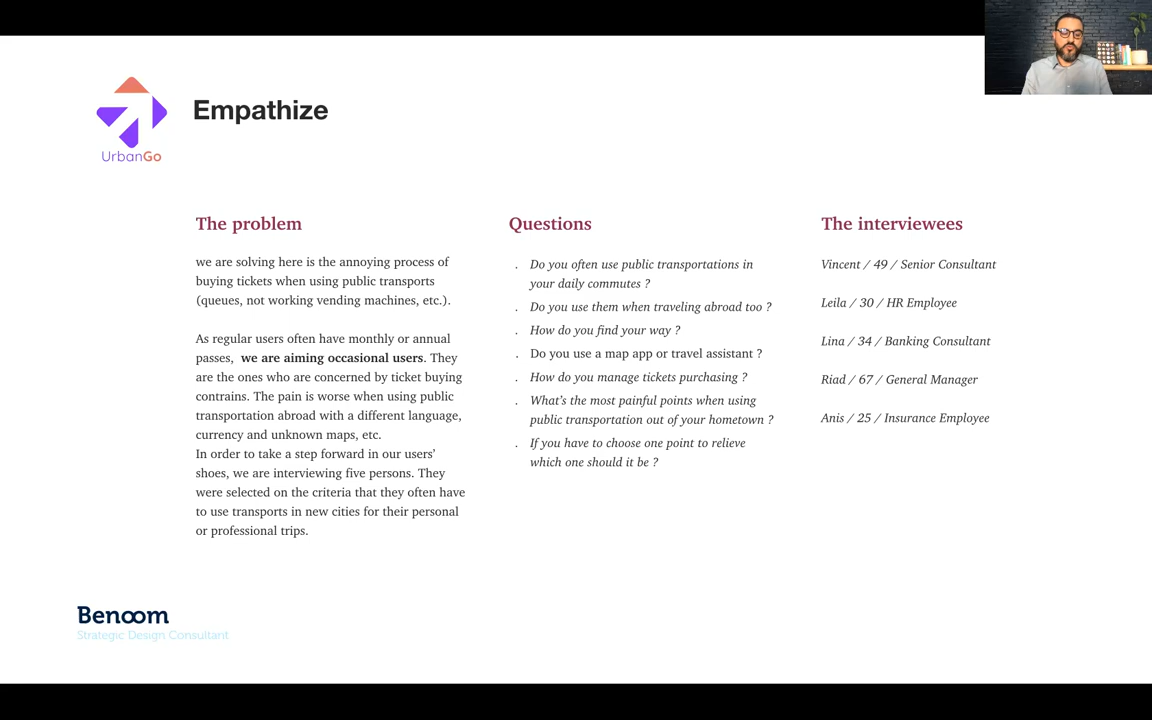 Empathize
UrbanGo
The problem
we are solving here is the annoying process of
buying tickets when using public transports
(queues, not working vending machines, etc.).
As regular users often have monthly or annual
passes, we are aiming occasional users. They
are the ones who are concerned by ticket buying
contrains. The pain is worse when using public
transportation abroad with a different language,
currency and unknown maps, etc.
In order to take a step forward in our users'
shoes, we are interviewing five persons. They
were selected on the criteria that they often have
to use transports in new cities for their personal
or professional trips.
Questions
. Do you often use public transportations in
your daily commutes ?
. Do you use them when traveling abroad too ?
. How do you find your way ?
. Do you use a map app or travel assistant ?
. How do you manage tickets purchasing ?
. What's the most painful points when using
public transportation out of your hometown ?
. If you have to choose one point to relieve
which one should it be ?
The interviewees
Vincent / 49 / Senior Consultant
Leila / 30 / HR Employee
Lina / 34 / Banking Consultant
Riad / 67 / General Manager
Anis / 25 / Insurance Employee
Benoom
Strategic Design Consultant